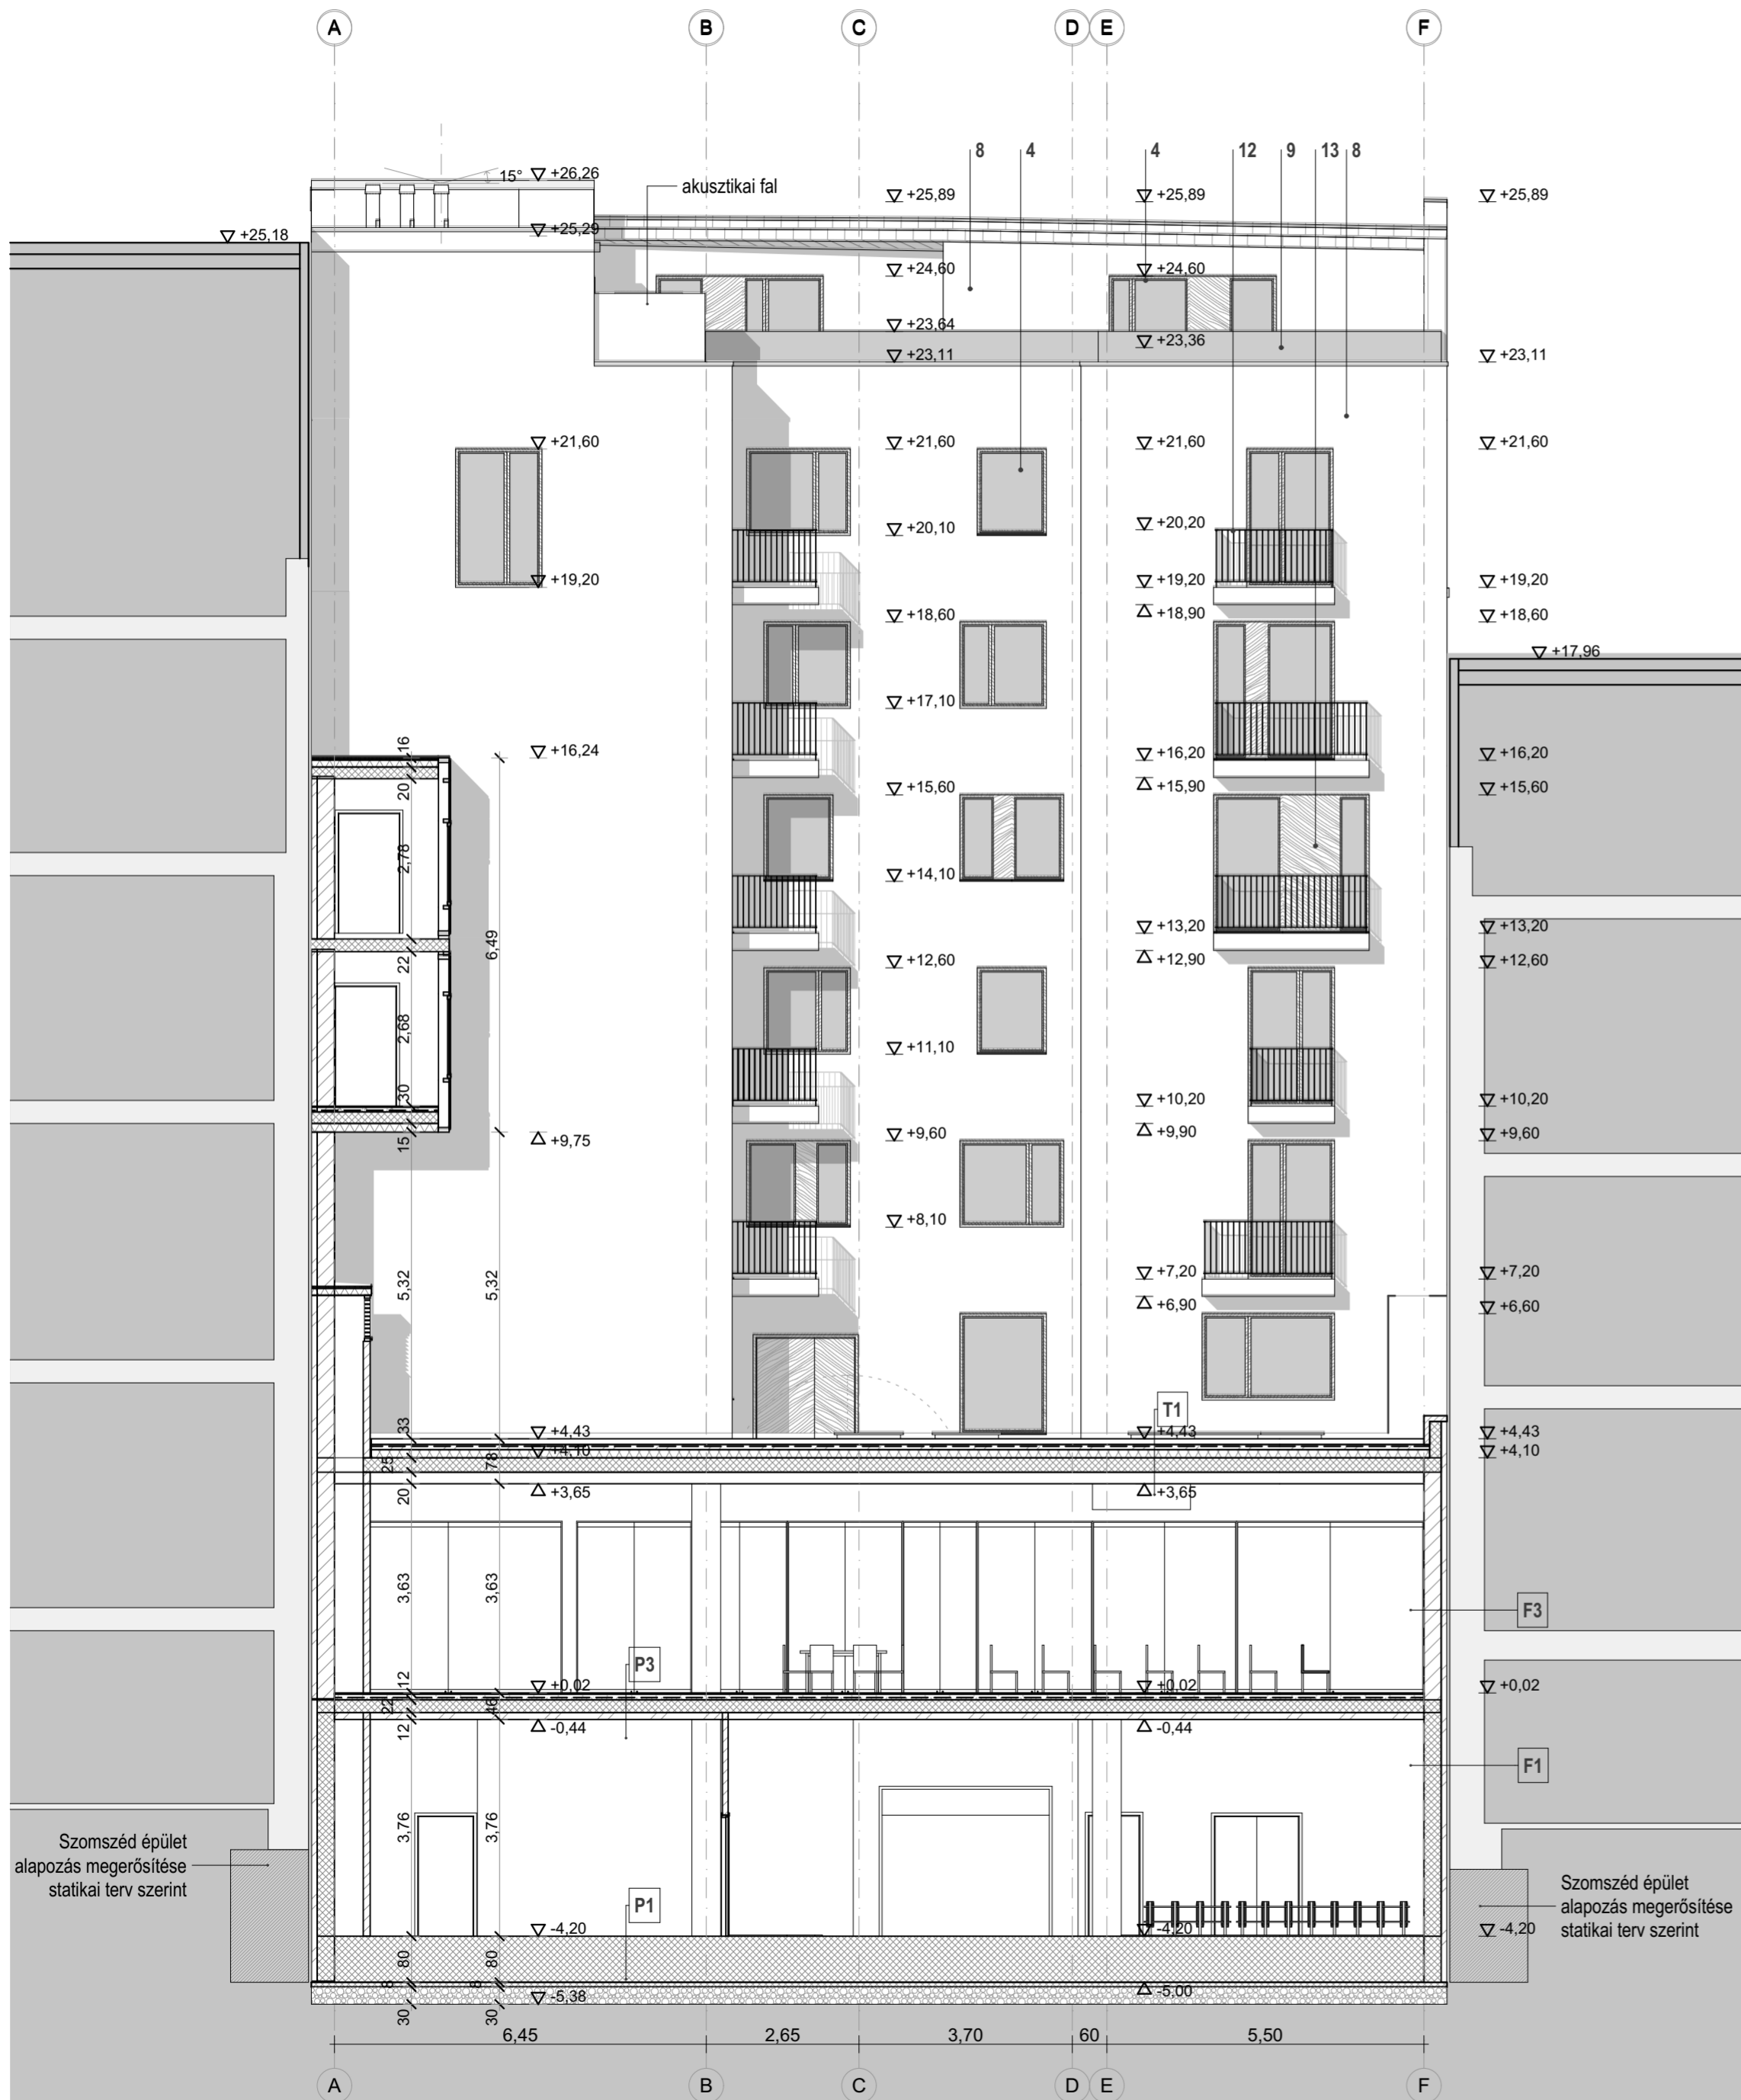 A B C D E F
8 4 4 12 9 13 8
15° +26,26
akusztikai fal
+25,89 +25,89 +25,89
+25,18 +25,29
+24,60 +24,60
+23,64
+23,36
+23,11 +23,11
+21,60 +21,60 +21,60 +21,60
+20,10 +20,20
+19,20 +19,20 +19,20
+18,90
+18,60 +18,60
+17,96
+17,10
16 +16,24 +16,20 +16,20
20 +15,90
+15,60 +15,60
2,78
+14,10
6,49
+13,20 +13,20
22 +12,60 +12,90 +12,60
2,68
+11,10
30 +10,20 +10,20
15 +9,75 +9,60 +9,90 +9,60
+8,10
5,32 5,32 +7,20 +7,20
+6,90 +6,60
T1
33 +4,43 +4,43 +4,43
25 78 +4,10 +4,10
20 +3,65 +3,65
3,63 3,63
F3
P3
12 +0,02 +0,02 +0,02
22 46
12 -0,44 -0,44
F1
3,76 3,76
Szomszéd épület
alapozás megerősítése
statikai terv szerint
Szomszéd épület
alapozás megerősítése
statikai terv szerint
P1
-4,20 -4,20 -4,20
80 80
8 8 -5,00
30 30 -5,38
6,45 2,65 3,70 60 5,50
A B C D E F